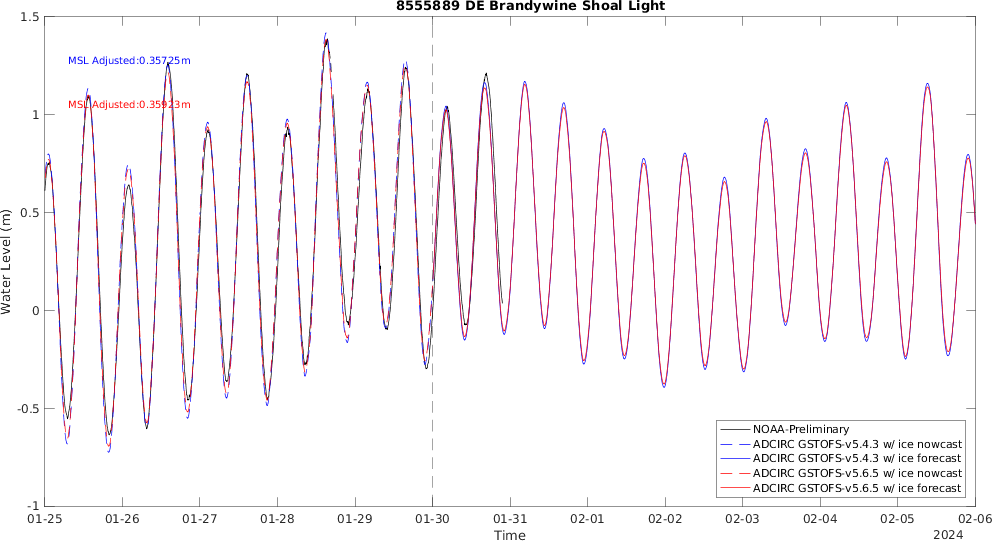 8555889 DE Brandywine Shoal Light
1.5
MSL Adjusted:0.35725m
MSL Adjusted:0.35923m
1
0.5
Water Level (m)
0
-0.5
-1
NOAA-Preliminary
ADCIRC GSTOFS-v5.4.3 w/ ice nowcast
ADCIRC GSTOFS-v5.4.3 w/ ice forecast
ADCIRC GSTOFS-v5.6.5 w/ ice nowcast
ADCIRC GSTOFS-v5.6.5 w/ ice forecast
01-25 01-26 01-27 01-28 01-29 01-30 01-31 02-01 02-02 02-03 02-04 02-05 02-06
Time
2024